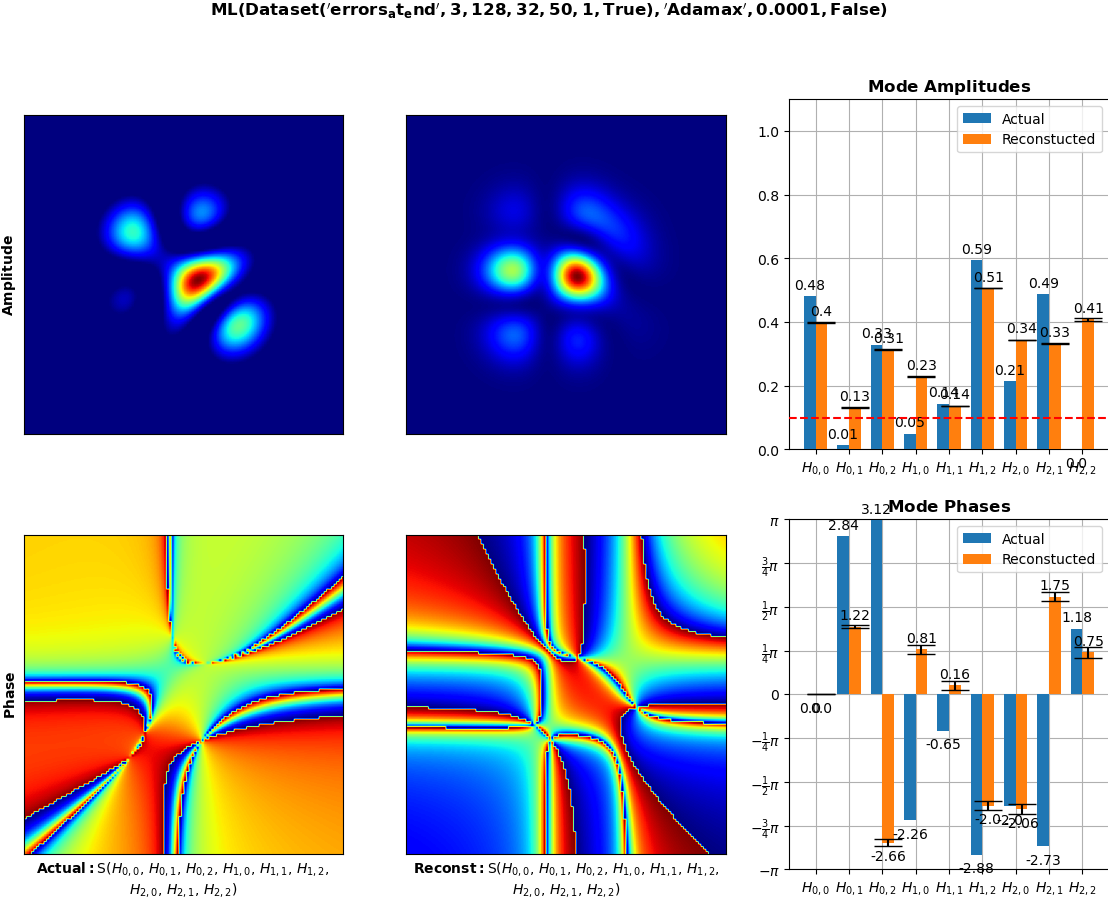 ML(Dataset('errors_at_end', 3, 128, 32, 50, 1, True), 'Adamax', 0.0001, False)
Amplitude
Mode Amplitudes
Actual
Reconstucted
1.0
0.8
0.6
0.4
0.2
0.0
0.48
0.4
0.01
0.13
0.33
0.31
0.05
0.23
0.14
0.14
0.59
0.51
0.21
0.34
0.49
0.33
0.0
0.41
H0,0 H0,1 H0,2 H1,0 H1,1 H1,2 H2,0 H2,1 H2,2
Phase
Actual: S(H0,0, H0,1, H0,2, H1,0, H1,1, H1,2,
H2,0, H2,1, H2,2)
Reconst: S(H0,0, H0,1, H0,2, H1,0, H1,1, H1,2,
H2,0, H2,1, H2,2)
Mode Phases
Actual
Reconstucted
π
3/4π
1/2π
1/4π
0
−1/4π
−1/2π
−3/4π
−π
0.0
0.0
2.84
1.22
3.12
-2.66
-2.26
0.81
-0.65
0.16
-2.88
-2.06
-2.73
1.75
1.18
0.75
H0,0 H0,1 H0,2 H1,0 H1,1 H1,2 H2,0 H2,1 H2,2